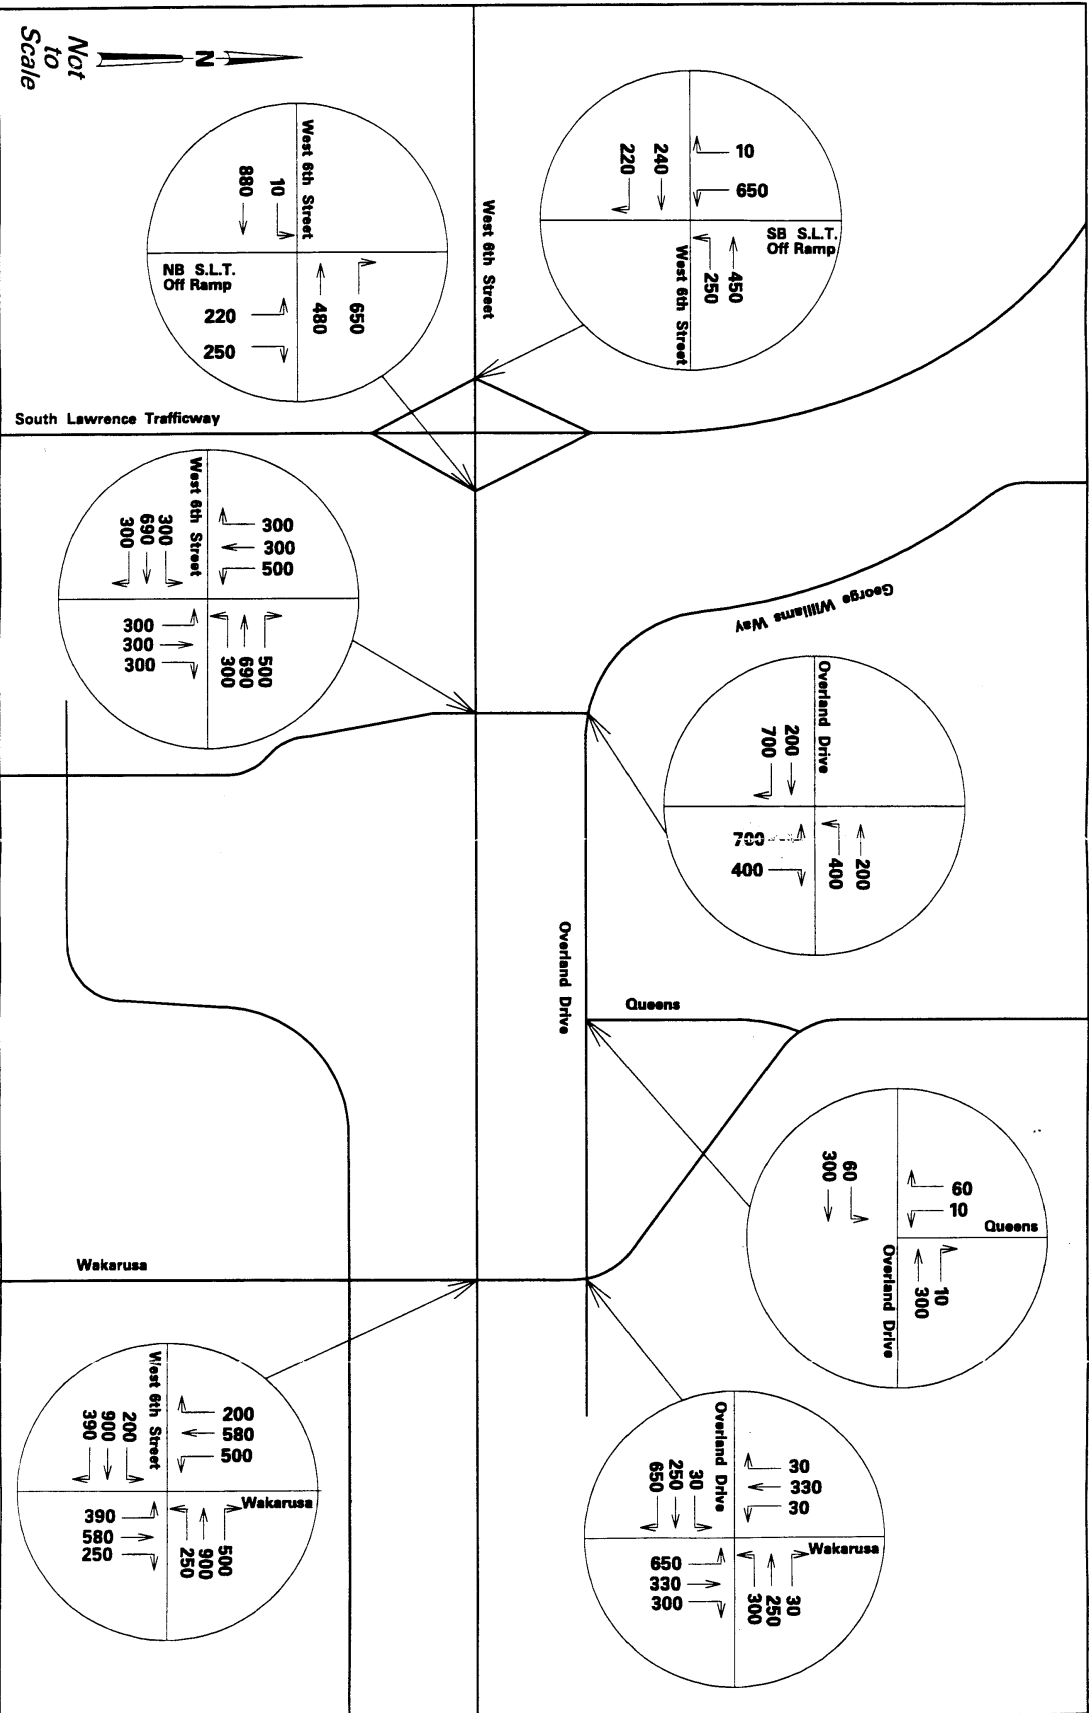 Not
to
Scale
N
West 6th Street
10
650
240
220
SB S.L.T.
Off Ramp
450
250
West 6th Street
West 6th Street
10
880
NB S.L.T.
Off Ramp
220
250
650
480
South Lawrence Trafficway
West 6th Street
300
300
500
300
690
300
300
300
300
500
690
300
George Williams Way
Overland Drive
200
700
700
400
200
400
Overland Drive
Queens
60
10
Queens
60
300
10
300
Overland Drive
Wakarusa
West 6th Street
200
580
500
200
900
390
Wakarusa
390
580
250
500
900
250
Overland Drive
30
330
30
30
250
650
Wakarusa
650
330
300
30
250
300